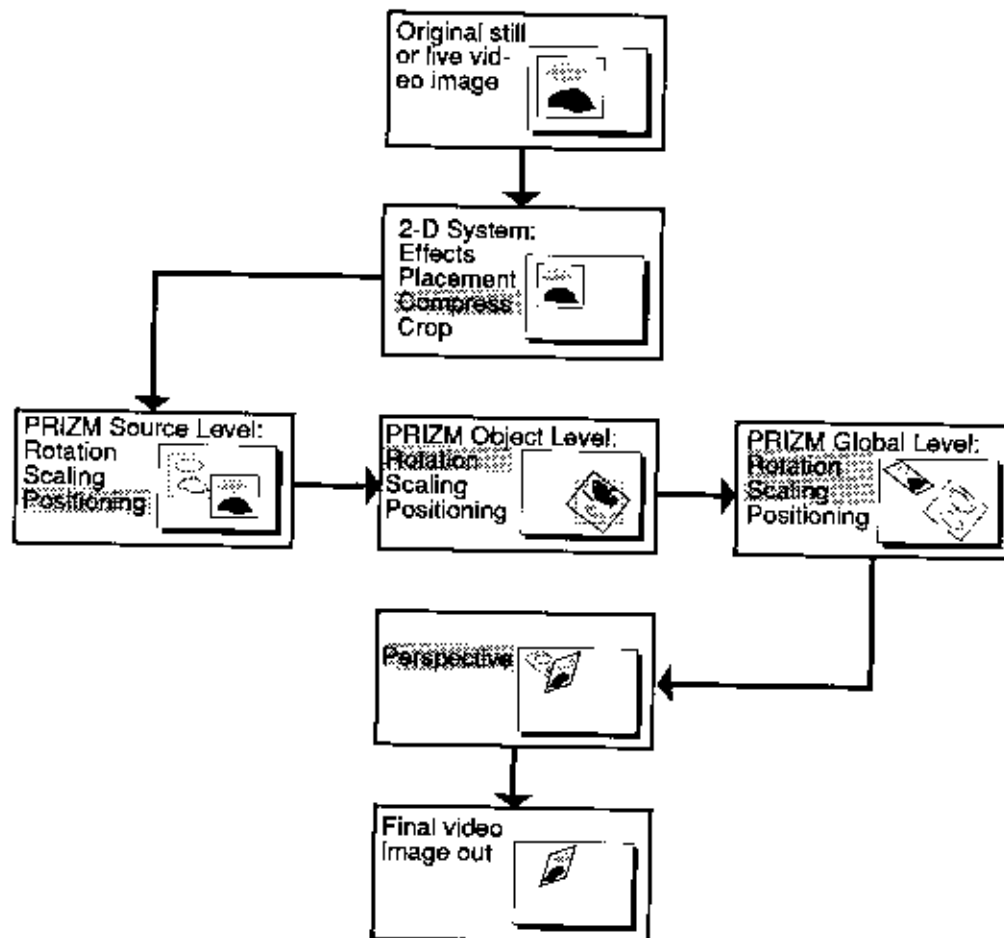 Original still
or live vid-
eo image
2-D System:
Effects
Placement
Compress
Crop
PRIZM Source Level:
Rotation
Scaling
Positioning
PRIZM Object Level:
Rotation
Scaling
Positioning
PRIZM Global Level:
Rotation
Scaling
Positioning
Perspective
Final video
image out